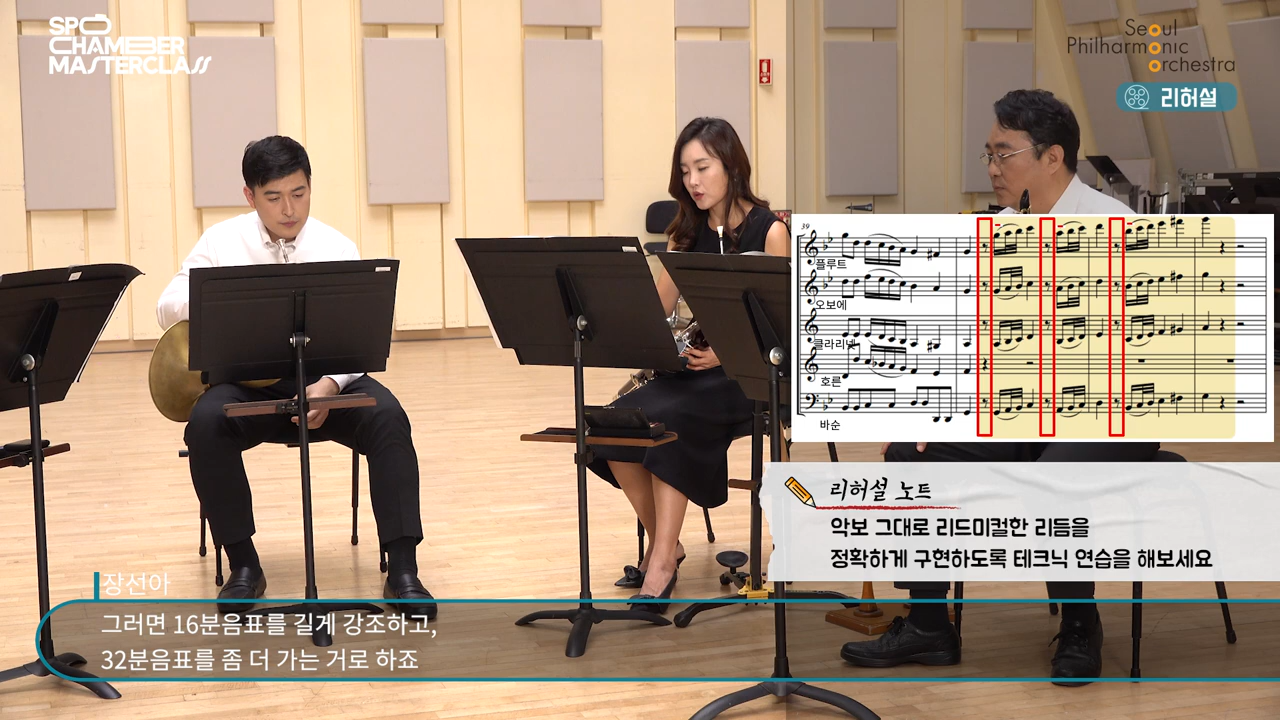 SPO
CHAMBER
MASTERCLASS
Seoul
Philharmonic
orchestra
리허설
39
플루트
오보에
클라리넷
호른
바순
리허설 노트
악보 그대로 리드미컬한 리듬을
정확하게 구현하도록 테크닉 연습을 해보세요
장선아
그러면 16분음표를 길게 강조하고,
32분음표를 좀 더 가는 거로 하죠